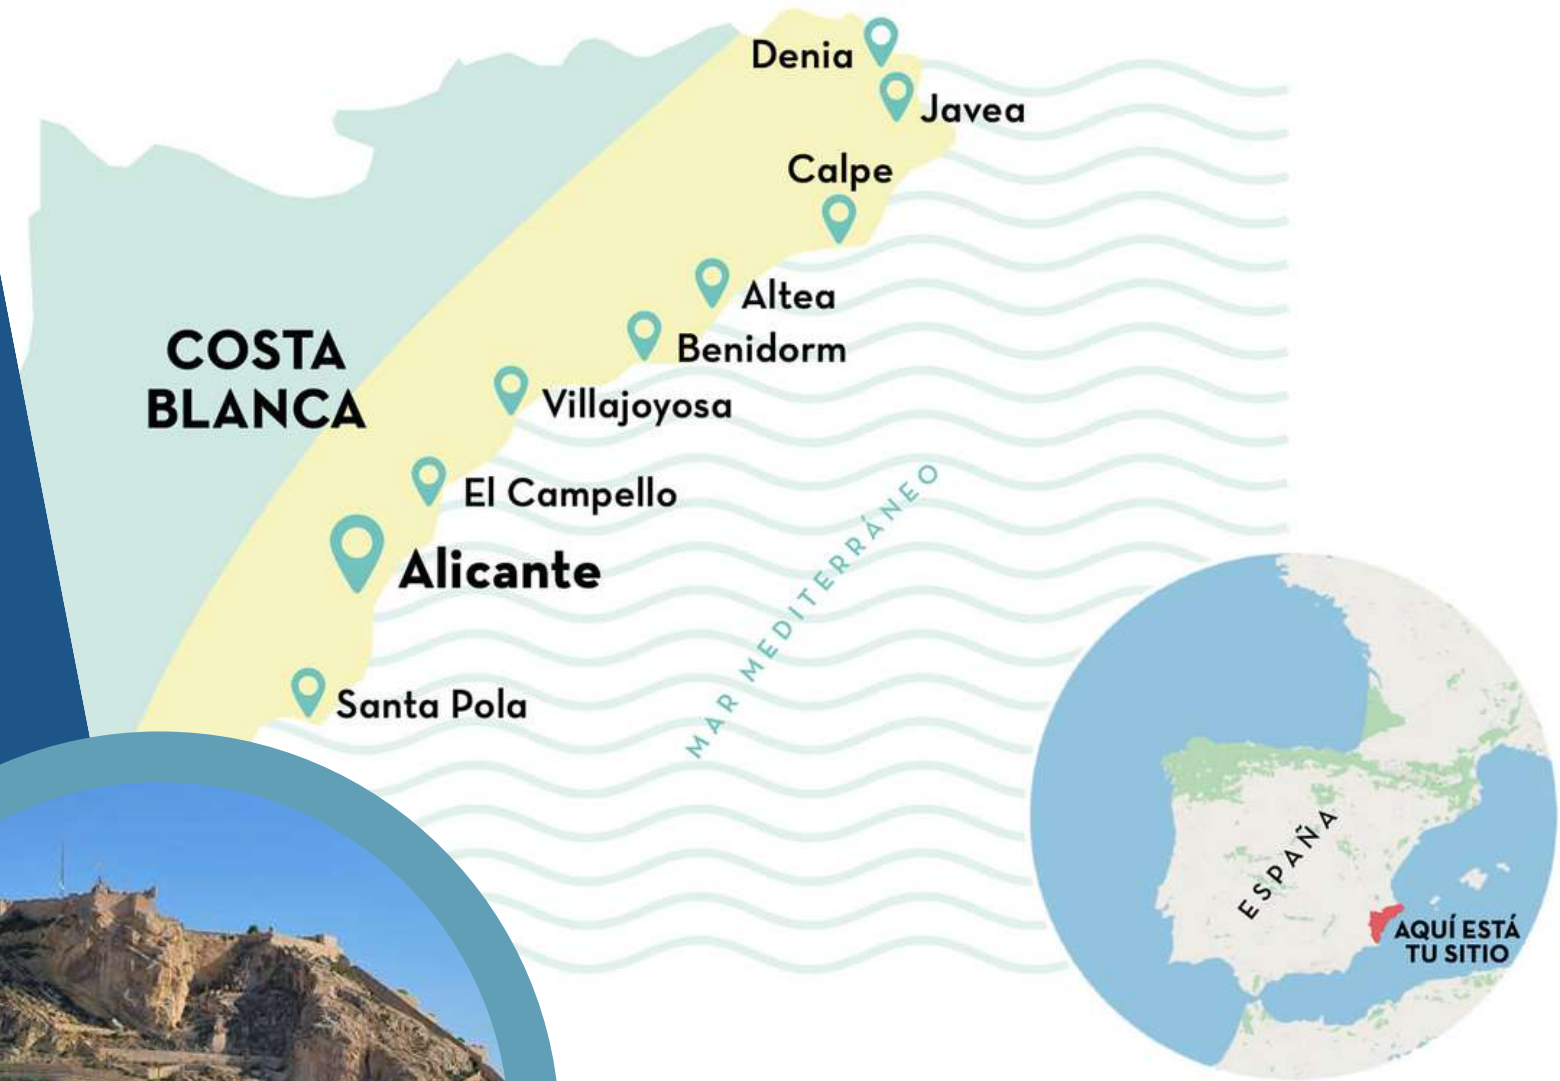 Denia
Javea
Calpe
Altea
Benidorm
Villajoyosa
El Campello
Alicante
Santa Pola
COSTA
BLANCA
MAR MEDITERRÁNEO
ESPAÑA
AQUÍ ESTÁ
TU SITIO